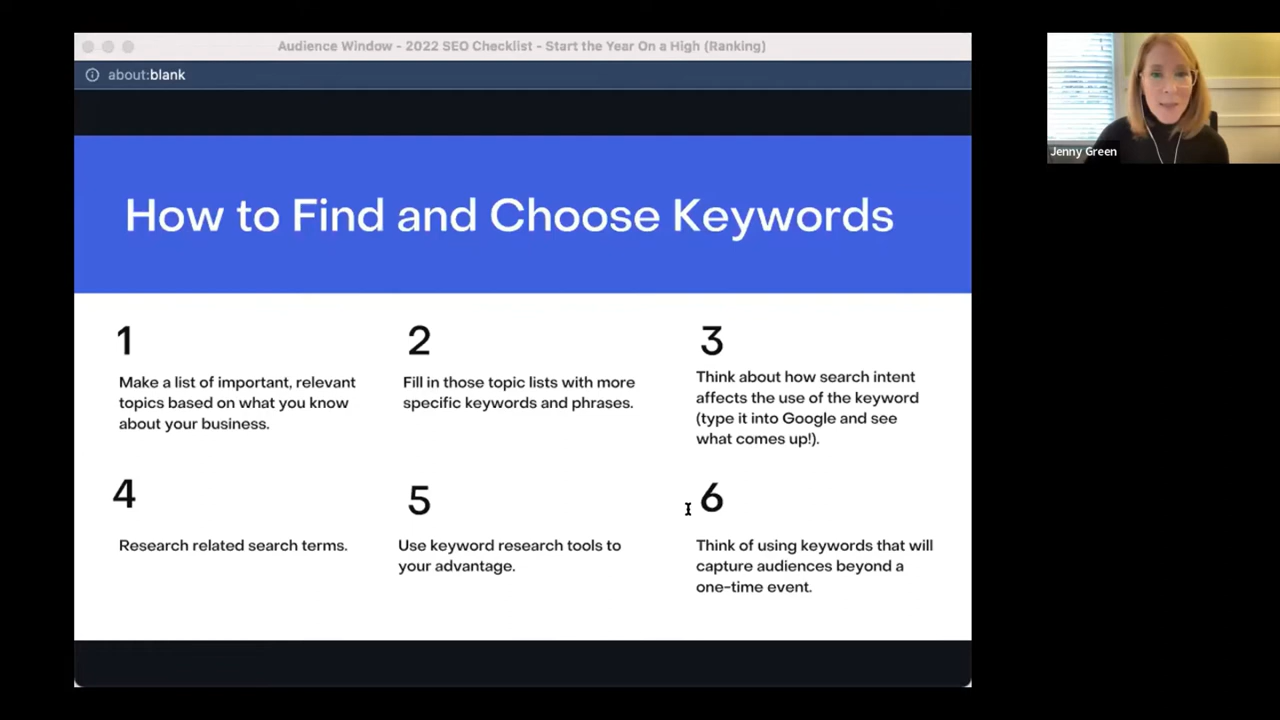 Audience Window - 2022 SEO Checklist - Start the Year On a High (Ranking)
about:blank
Jenny Green
How to Find and Choose Keywords
1
Make a list of important, relevant
topics based on what you know
about your business.
2
Fill in those topic lists with more
specific keywords and phrases.
3
Think about how search intent
affects the use of the keyword
(type it into Google and see
what comes up!).
4
Research related search terms.
5
Use keyword research tools to
your advantage.
6
Think of using keywords that will
capture audiences beyond a
one-time event.